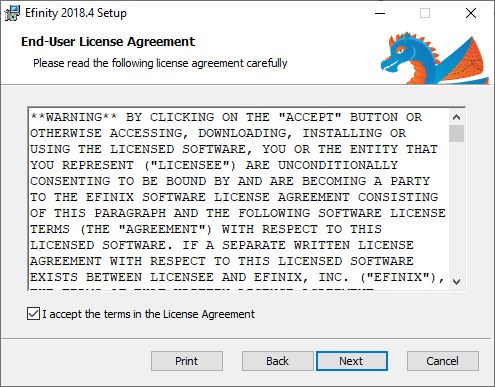 Efinity 2018.4 Setup
End-User License Agreement
Please read the following license agreement carefully
**WARNING** BY CLICKING ON THE "ACCEPT" BUTTON OR
OTHERWISE ACCESSING, DOWNLOADING, INSTALLING OR
USING THE LICENSED SOFTWARE, YOU OR THE ENTITY THAT
YOU REPRESENT ("LICENSEE") ARE UNCONDITIONALLY
CONSENTING TO BE BOUND BY AND ARE BECOMING A PARTY
TO THE EFINIX SOFTWARE LICENSE AGREEMENT CONSISTING
OF THIS PARAGRAPH AND THE FOLLOWING SOFTWARE LICENSE
TERMS (THE "AGREEMENT") WITH RESPECT TO THIS
LICENSED SOFTWARE. IF A SEPARATE WRITTEN LICENSE
AGREEMENT WITH RESPECT TO THIS LICENSED SOFTWARE
EXISTS BETWEEN LICENSEE AND EFINIX, INC. ("EFINIX"),
I accept the terms in the License Agreement
Print Back Next Cancel